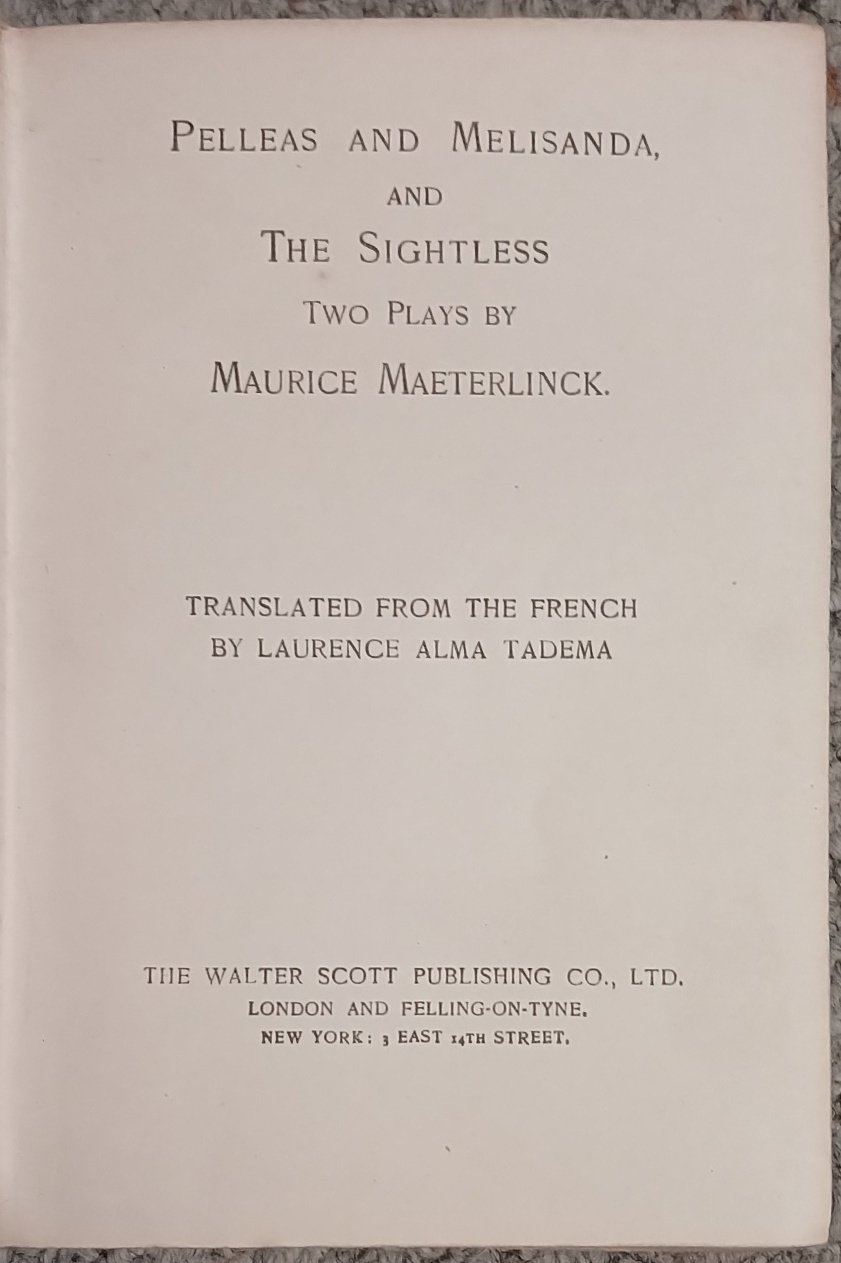 PELLEAS AND MELISANDA,
AND
THE SIGHTLESS
TWO PLAYS BY
MAURICE MAETERLINCK.
TRANSLATED FROM THE FRENCH
BY LAURENCE ALMA TADEMA
THE WALTER SCOTT PUBLISHING CO., LTD.
LONDON AND FELLING-ON-TYNE.
NEW YORK: 3 EAST 14TH STREET.